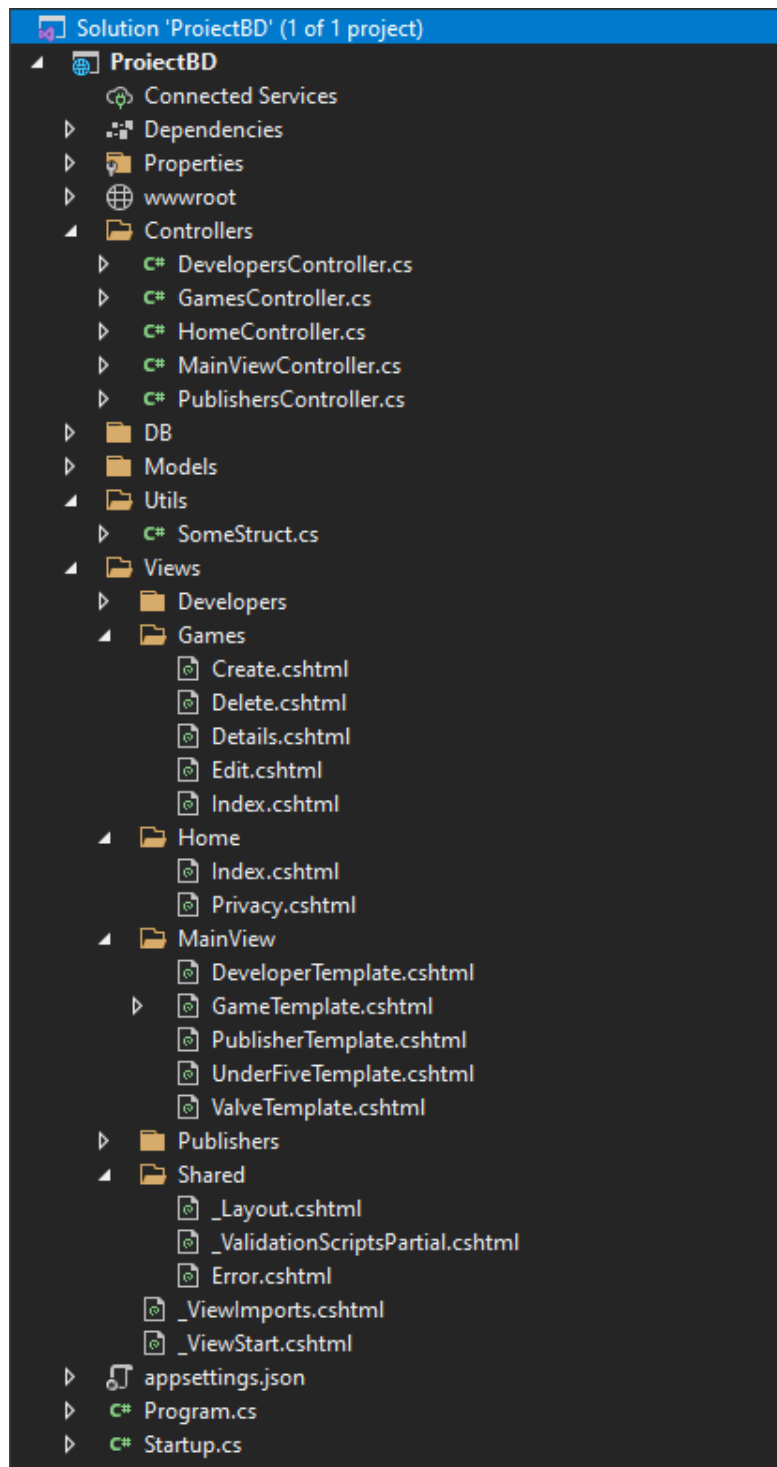 Solution 'ProiectBD' (1 of 1 project)
ProiectBD
Connected Services
Dependencies
Properties
wwwroot
Controllers
C# DevelopersController.cs
C# GamesController.cs
C# HomeController.cs
C# MainViewController.cs
C# PublishersController.cs
DB
Models
Utils
C# SomeStruct.cs
Views
Developers
Games
Create.cshtml
Delete.cshtml
Details.cshtml
Edit.cshtml
Index.cshtml
Home
Index.cshtml
Privacy.cshtml
MainView
DeveloperTemplate.cshtml
GameTemplate.cshtml
PublisherTemplate.cshtml
UnderFiveTemplate.cshtml
ValveTemplate.cshtml
Publishers
Shared
_Layout.cshtml
_ValidationScriptsPartial.cshtml
Error.cshtml
_ViewImports.cshtml
_ViewStart.cshtml
appsettings.json
C# Program.cs
C# Startup.cs